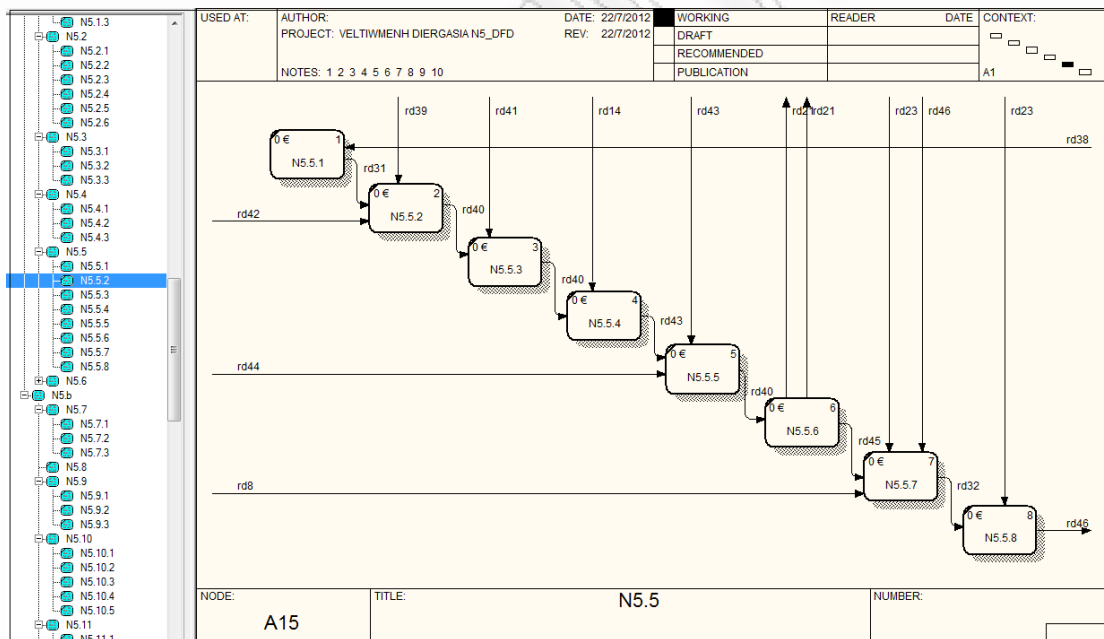 N5.1.3
N5.2
N5.2.1
N5.2.2
N5.2.3
N5.2.4
N5.2.5
N5.2.6
N5.3
N5.3.1
N5.3.2
N5.3.3
N5.4
N5.4.1
N5.4.2
N5.4.3
N5.5
N5.5.1
N5.5.2
N5.5.3
N5.5.4
N5.5.5
N5.5.6
N5.5.7
N5.5.8
N5.6
N5.b
N5.7
N5.7.1
N5.7.2
N5.7.3
N5.8
N5.9
N5.9.1
N5.9.2
N5.9.3
N5.10
N5.10.1
N5.10.2
N5.10.3
N5.10.4
N5.10.5
N5.11
N5.11.1
USED AT:
AUTHOR:
DATE: 22/7/2012
PROJECT: VELTIWMENH DIERGASIA N5_DFD
REV: 22/7/2012
NOTES: 1 2 3 4 5 6 7 8 9 10
WORKING
DRAFT
RECOMMENDED
PUBLICATION
READER
DATE
CONTEXT:
A1
rd39
rd41
rd14
rd43
rd21
rd21
rd23
rd46
rd23
rd38
0 €
1
N5.5.1
rd31
0 €
2
N5.5.2
rd42
rd40
0 €
3
N5.5.3
rd40
0 €
4
N5.5.4
rd43
rd44
0 €
5
N5.5.5
rd40
0 €
6
N5.5.6
rd45
rd8
0 €
7
N5.5.7
rd32
0 €
8
N5.5.8
rd46
NODE:
A15
TITLE:
N5.5
NUMBER: